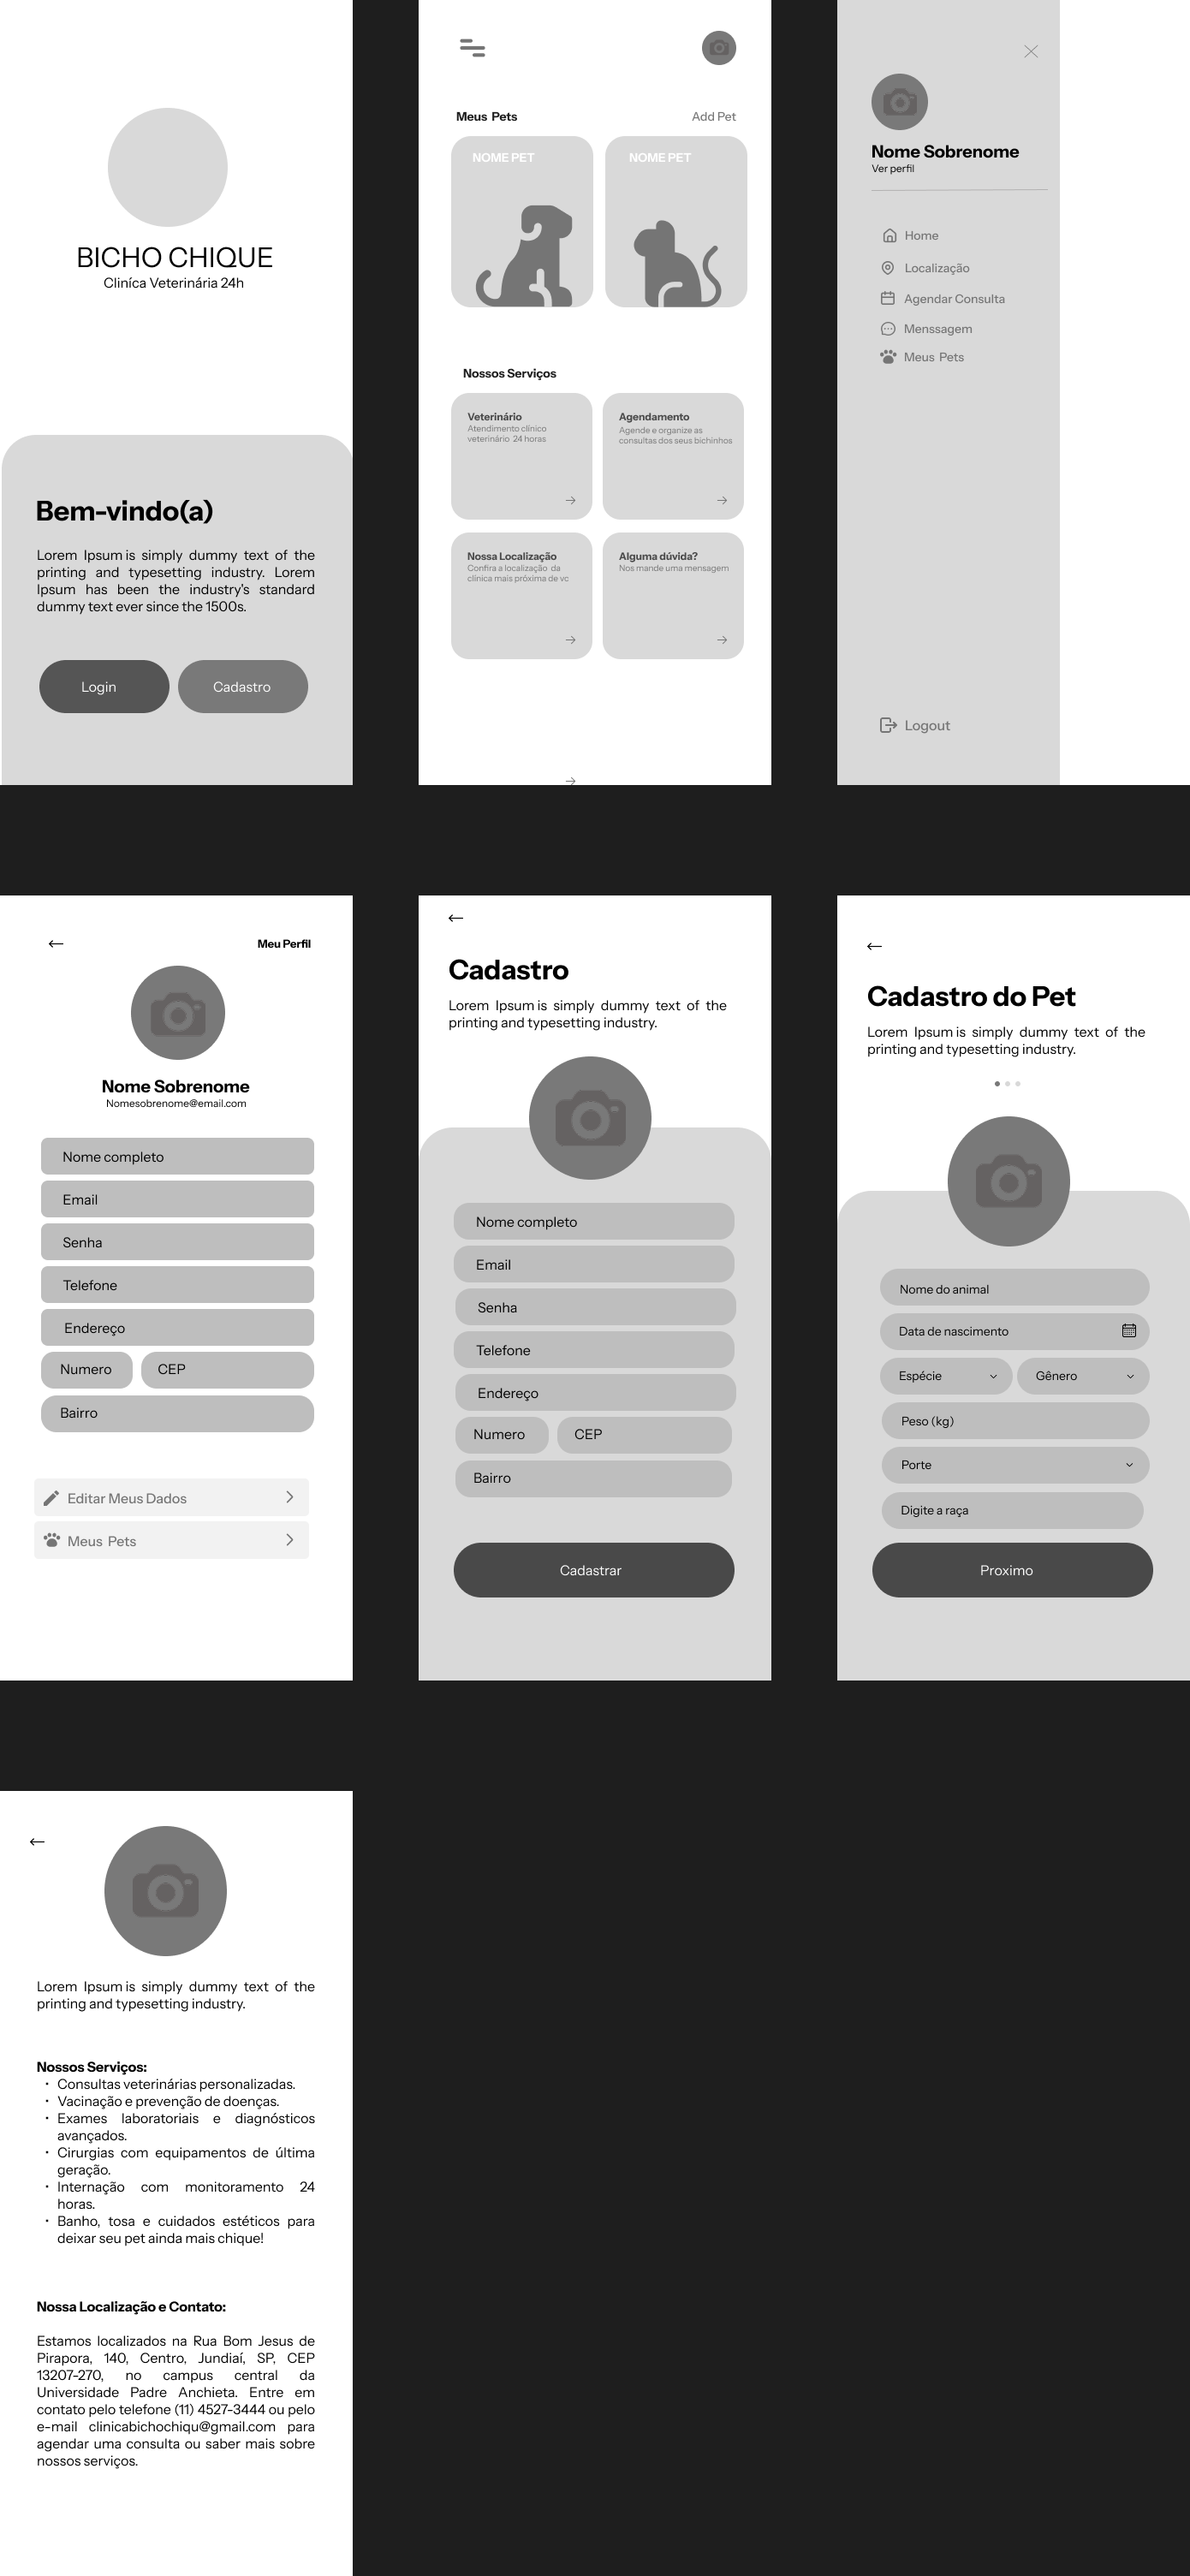 BICHO CHIQUE
Cliníca Veterinária 24h
Bem-vindo(a)
Lorem Ipsum is simply dummy text of the
printing and typesetting industry. Lorem
Ipsum has been the industry's standard
dummy text ever since the 1500s.
Login
Cadastro
Meus Pets
Add Pet
NOME PET
NOME PET
Nossos Serviços
Veterinário
Atendimento clínico
veterinário 24 horas
Agendamento
Agende e organize as
consultas dos seus bichinhos
Nossa Localização
Confira a localização da
clínica mais próxima de vc
Alguma dúvida?
Nos mande uma mensagem
Nome Sobrenome
Ver perfil
Home
Localização
Agendar Consulta
Menssagem
Meus Pets
Logout
Meu Perfil
Nome Sobrenome
Nomesobrenome@email.com
Nome completo
Email
Senha
Telefone
Endereço
Numero
CEP
Bairro
Editar Meus Dados
Meus Pets
Cadastro
Lorem Ipsum is simply dummy text of the
printing and typesetting industry.
Nome completo
Email
Senha
Telefone
Endereço
Numero
CEP
Bairro
Cadastrar
Cadastro do Pet
Lorem Ipsum is simply dummy text of the
printing and typesetting industry.
Nome do animal
Data de nascimento
Espécie
Gênero
Peso (kg)
Porte
Digite a raça
Proximo
Lorem Ipsum is simply dummy text of the
printing and typesetting industry.
Nossos Serviços:
• Consultas veterinárias personalizadas.
• Vacinação e prevenção de doenças.
• Exames laboratoriais e diagnósticos
avançados.
• Cirurgias com equipamentos de última
geração.
• Internação com monitoramento 24
horas.
• Banho, tosa e cuidados estéticos para
deixar seu pet ainda mais chique!
Nossa Localização e Contato:
Estamos localizados na Rua Bom Jesus de
Pirapora, 140, Centro, Jundiaí, SP, CEP
13207-270, no campus central da
Universidade Padre Anchieta. Entre em
contato pelo telefone (11) 4527-3444 ou pelo
e-mail clinicabichochiqu@gmail.com para
agendar uma consulta ou saber mais sobre
nossos serviços.